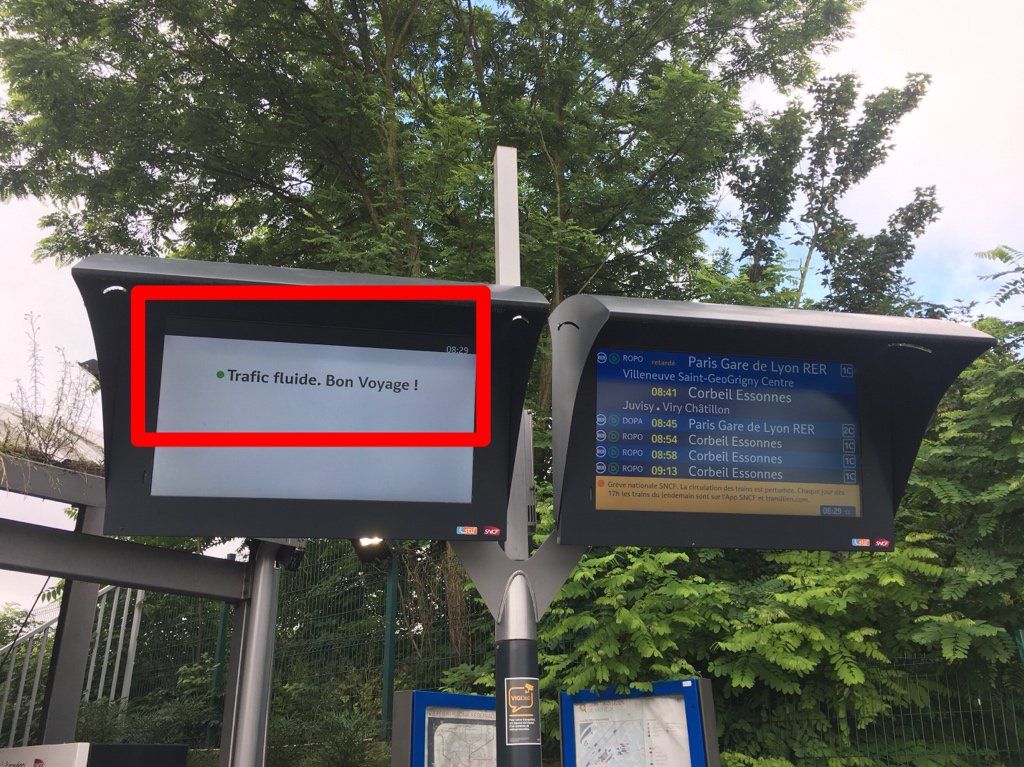 08:29
Trafic fluide. Bon Voyage !
SNCF
ROPO retardé Paris Gare de Lyon RER 1C
Villeneuve Saint-GeoGrigny Centre
08:41 Corbeil Essonnes
Juvisy • Viry Châtillon
DOPA 08:45 Paris Gare de Lyon RER 2C
ROPO 08:54 Corbeil Essonnes 1C
ROPO 08:58 Corbeil Essonnes 1C
ROPO 09:13 Corbeil Essonnes 1C
Grève nationale SNCF. La circulation des trains est perturbée. Chaque jour dès
17h les trains du lendemain sont sur l'App SNCF et transilien.com.
08:29
SNCF